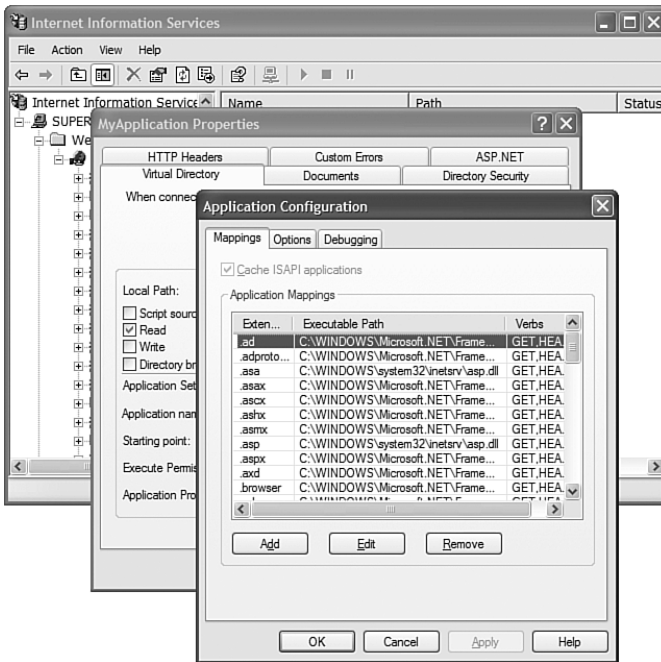 Internet Information Services
File Action View Help
Internet Information Service
Name Path Status
SUPER
We
MyApplication Properties
HTTP Headers Custom Errors ASP.NET
Virtual Directory Documents Directory Security
When connec
Local Path:
Script sourc
Read
Write
Directory br
Application Set
Application nam
Starting point:
Execute Permis
Application Pro
Application Configuration
Mappings Options Debugging
Cache ISAPI applications
Application Mappings
Exten... Executable Path Verbs
.ad C:\WINDOWS\Microsoft.NET\Frame... GET,HEA
.adproto... C:\WINDOWS\Microsoft.NET\Frame... GET,HEA
.asa C:\WINDOWS\system32\inetsrv\asp.dll GET,HEA
.asax C:\WINDOWS\Microsoft.NET\Frame... GET,HEA
.ascx C:\WINDOWS\Microsoft.NET\Frame... GET,HEA
.ashx C:\WINDOWS\Microsoft.NET\Frame... GET,HEA
.asmx C:\WINDOWS\Microsoft.NET\Frame... GET,HEA
.asp C:\WINDOWS\system32\inetsrv\asp.dll GET,HEA
.aspx C:\WINDOWS\Microsoft.NET\Frame... GET,HEA
.axd C:\WINDOWS\Microsoft.NET\Frame... GET,HEA
.browser C:\WINDOWS\Microsoft.NET\Frame... GET,HEA
Add Edit Remove
OK Cancel Apply Help